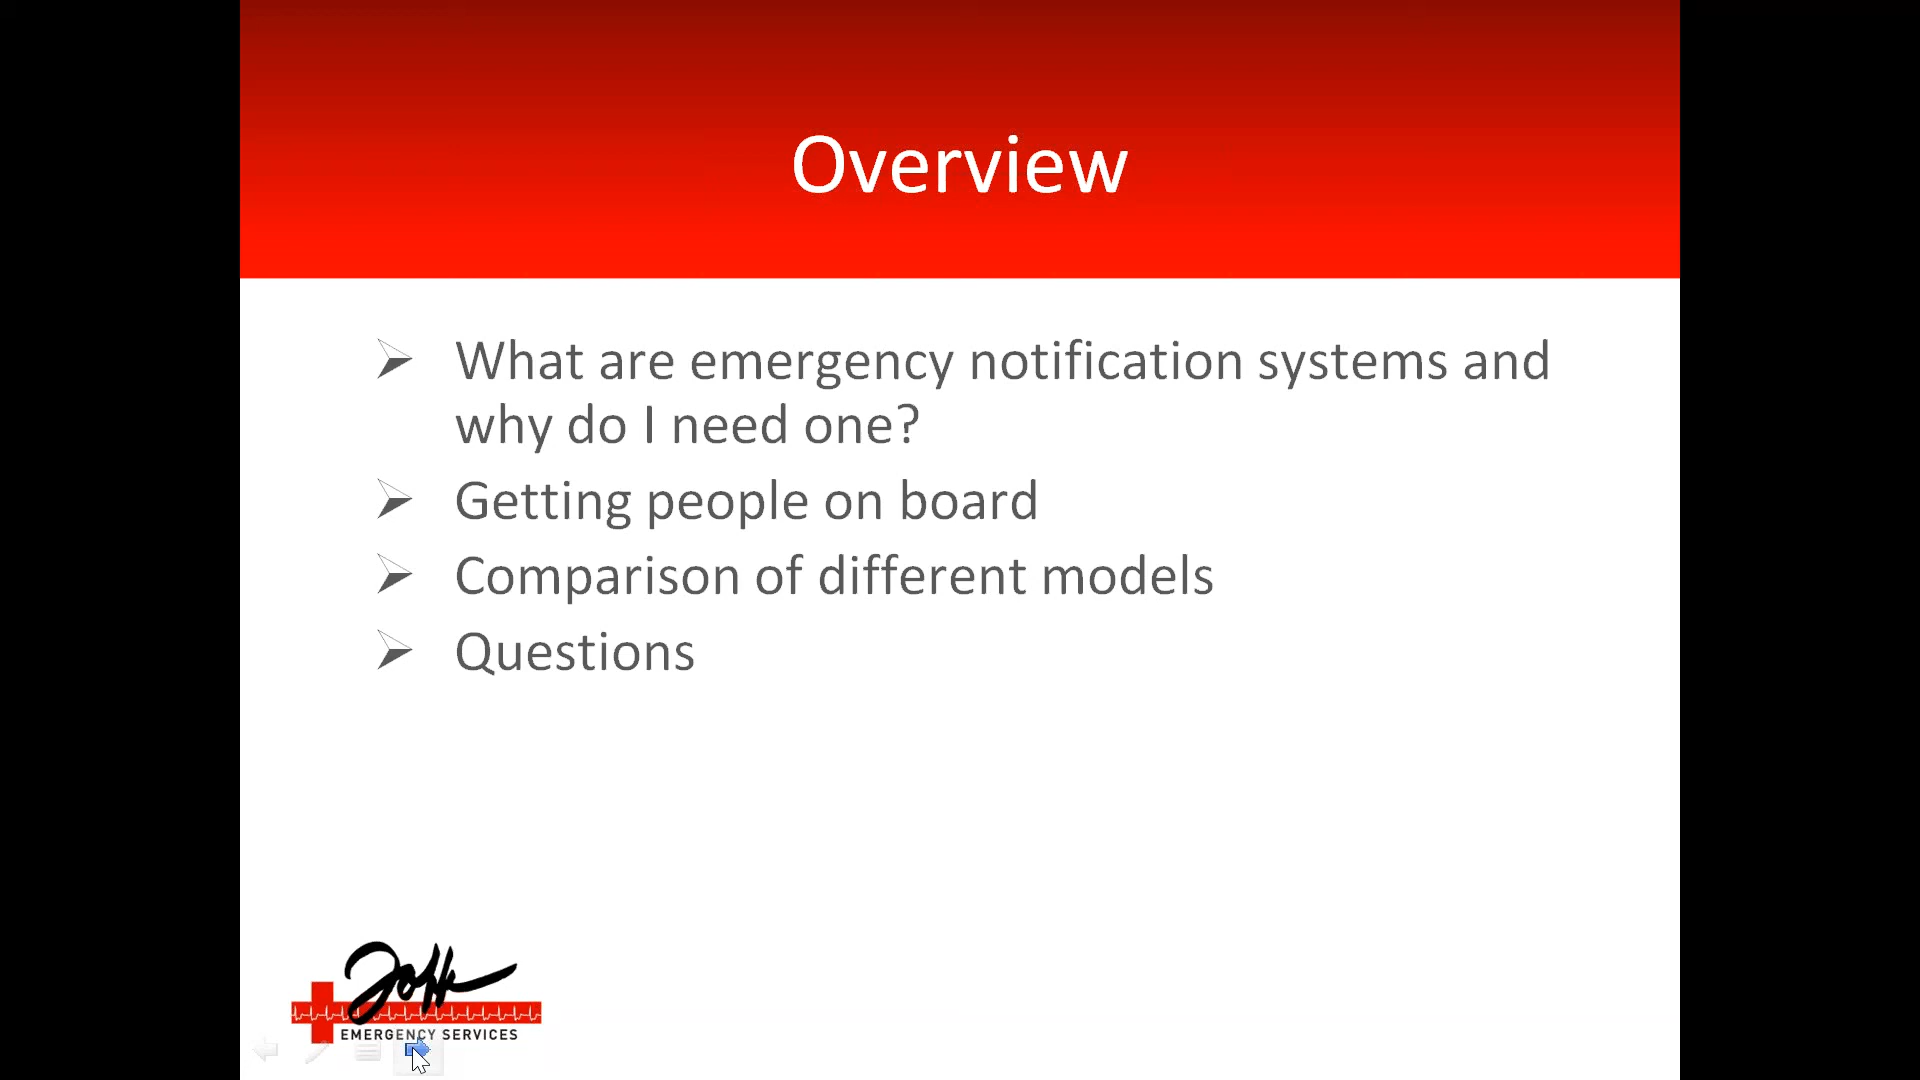 Overview
What are emergency notification systems and
why do I need one?
Getting people on board
Comparison of different models
Questions
Joffe
EMERGENCY SERVICES